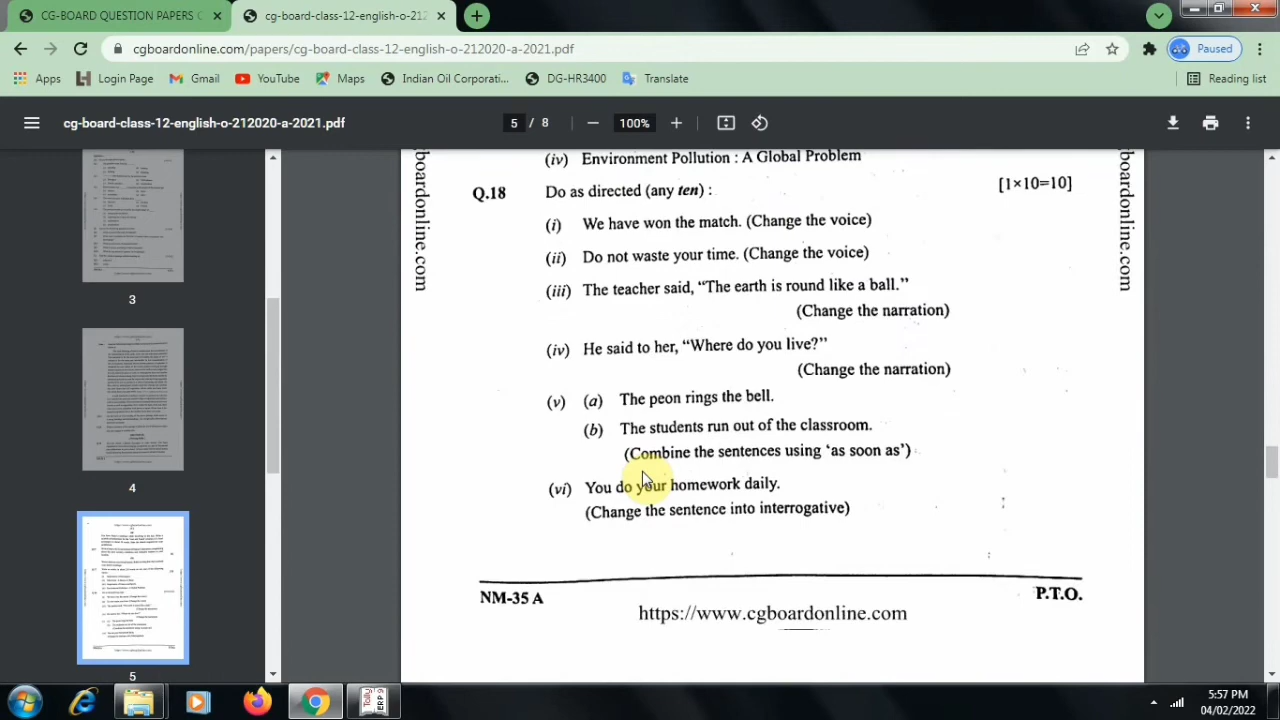 CG-BOARD QUESTION PAPERS C
cg-board-class-12-english-o-212
cgboardonline.com/papers/cg-board-class-12-english-o-212020-a-2021.pdf
Paused
Apps
Login Page
Gmail
YouTube
Maps
Indian Oil Corporati...
DG-HR3400
Translate
Reading list
cg-board-class-12-english-o-212020-a-2021.pdf
5 / 8
100%
3
4
5
boardonline.com
boardonline.com
(v) Environment Pollution : A Global Problem
Q.18 Do as directed (any ten) : [1×10=10]
(i) We have won the match. (Change the voice)
(ii) Do not waste your time. (Change the voice)
(iii) The teacher said, “The earth is round like a ball.”
(Change the narration)
(iv) He said to her, “Where do you live?”
(Change the narration)
(v) (a) The peon rings the bell.
(b) The students run out of the classroom.
(Combine the sentences using ‘as soon as’)
(vi) You do your homework daily.
(Change the sentence into interrogative)
NM-35 A
P.T.O.
https://www.cgboardonline.com
5:57 PM
04/02/2022